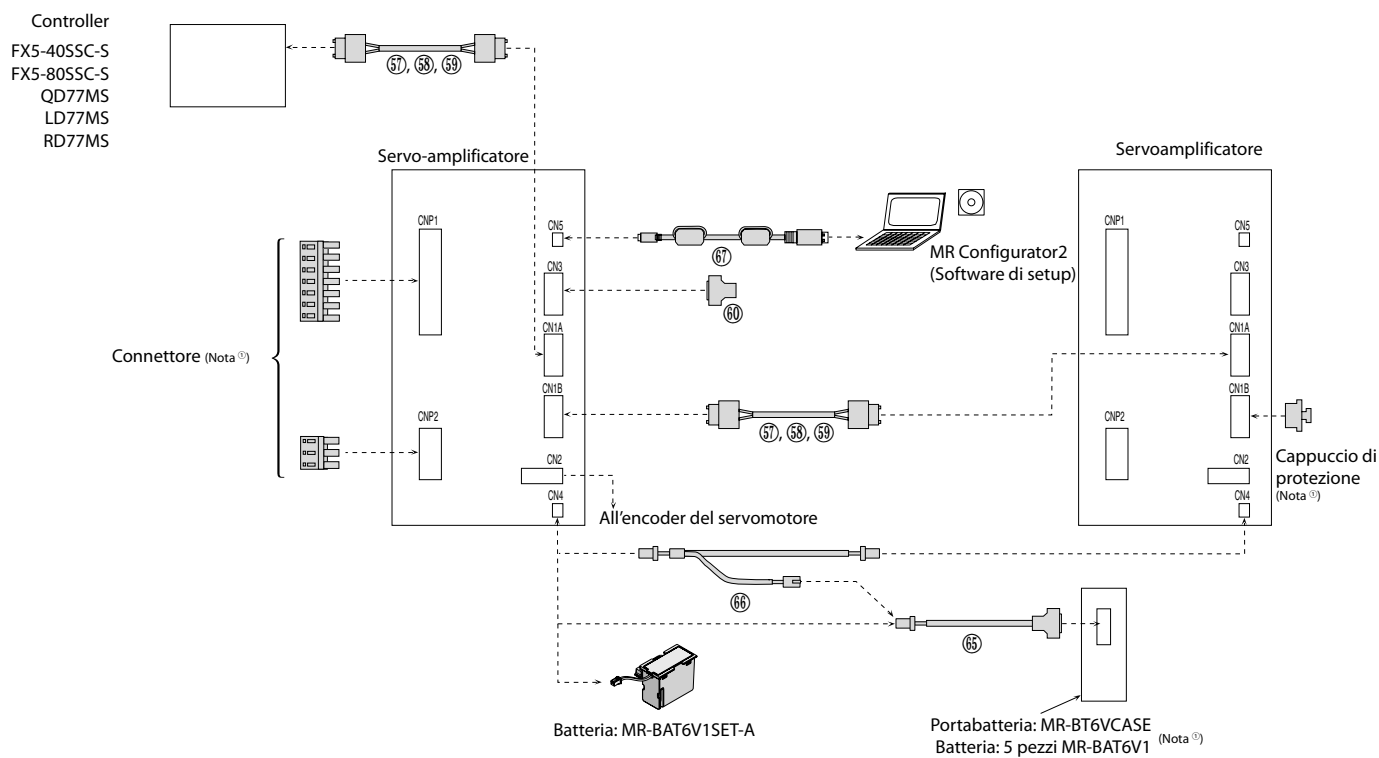 Controller
FX5-40SSC-S
FX5-80SSC-S
QD77MS
LD77MS
RD77MS
㊼, ㊽, ㊾
Servo-amplificatore
Servoamplificatore
CNP1
CN5
CN3
CN1A
CN1B
CNP2
CN2
CN4
Connettore (Nota ①)
67
MR Configurator2
(Software di setup)
60
57, 58, 59
All'encoder del servomotore
CNP1
CN5
CN3
CN1A
CN1B
CNP2
CN2
CN4
Cappuccio di
protezione
(Nota ①)
66
65
Batteria: MR-BAT6V1SET-A
Portabatteria: MR-BT6VCASE
Batteria: 5 pezzi MR-BAT6V1 (Nota ①)